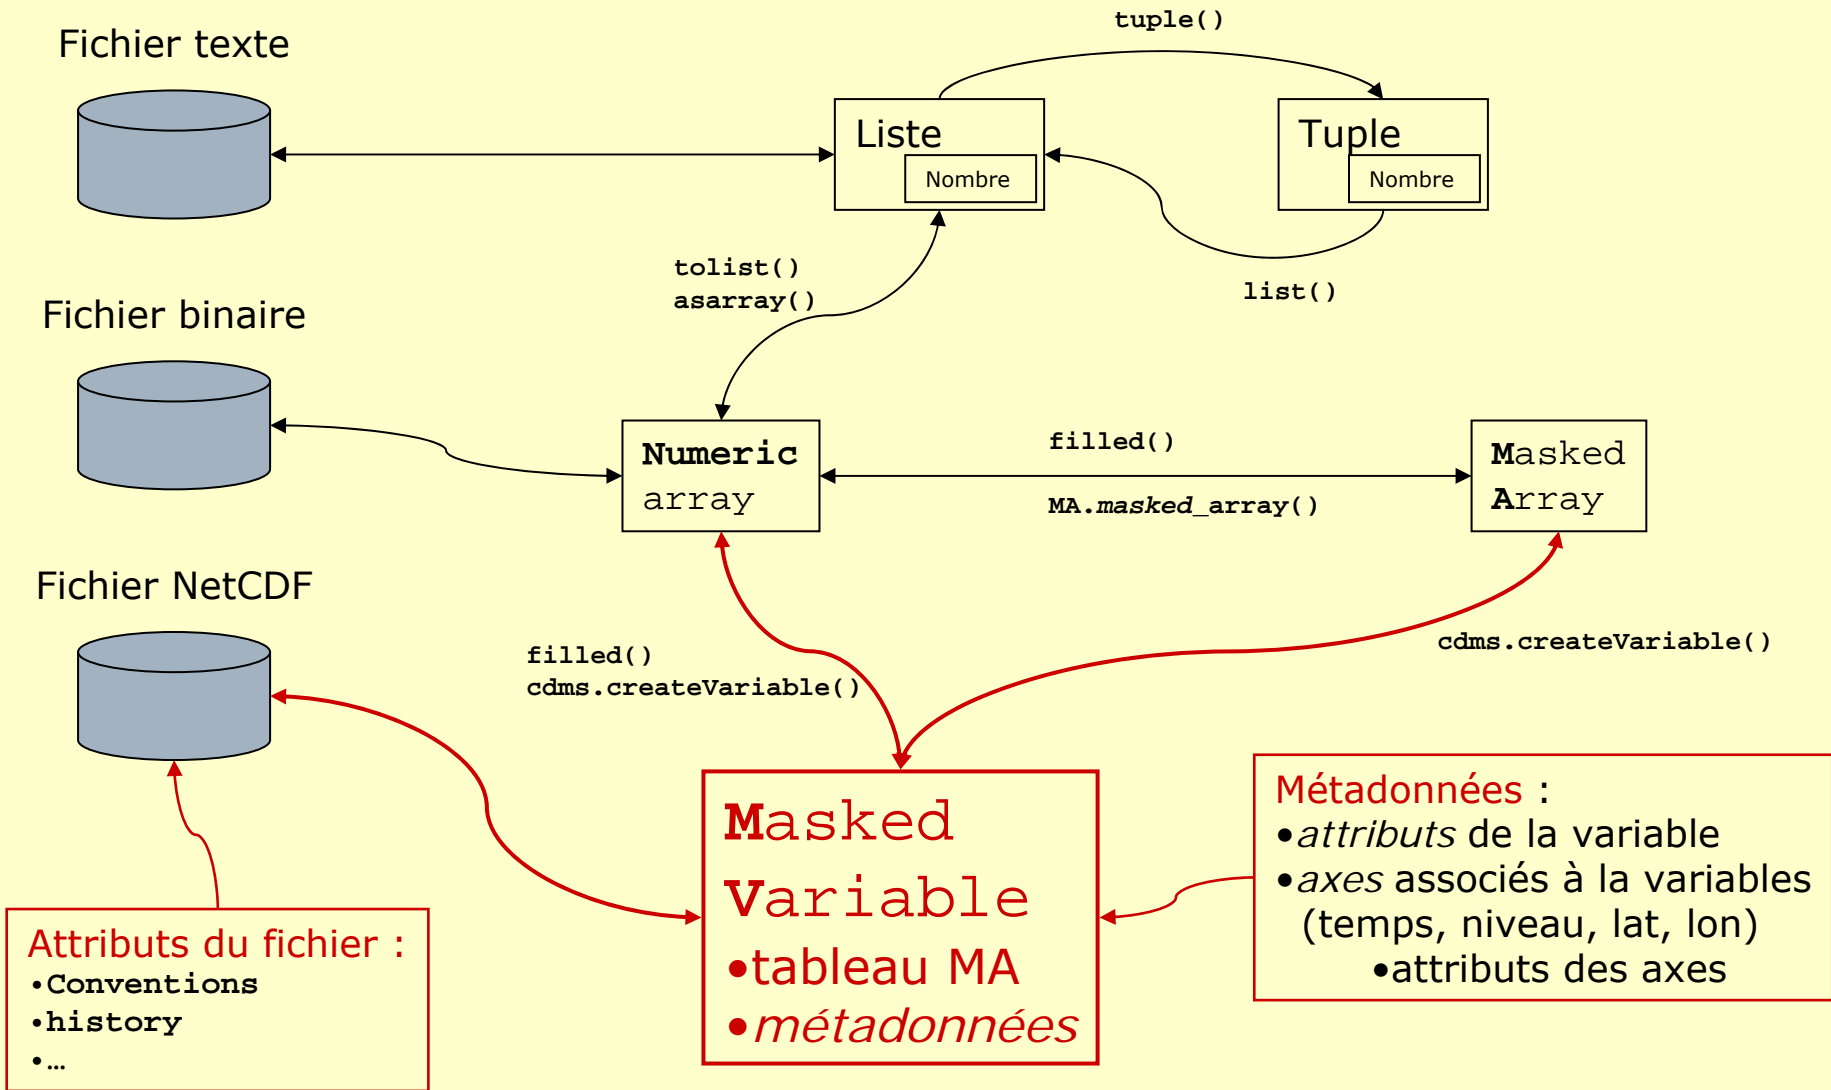 tuple()
Fichier texte
Liste
Nombre
Tuple
Nombre
tolist()
asarray()
list()
Fichier binaire
Numeric
array
filled()
MA.masked_array()
Masked
Array
Fichier NetCDF
filled()
cdms.createVariable()
cdms.createVariable()
Masked
Variable
•tableau MA
•métadonnées
Métadonnées :
•attributs de la variable
•axes associés à la variables
(temps, niveau, lat, lon)
•attributs des axes
Attributs du fichier :
•Conventions
•history
•…